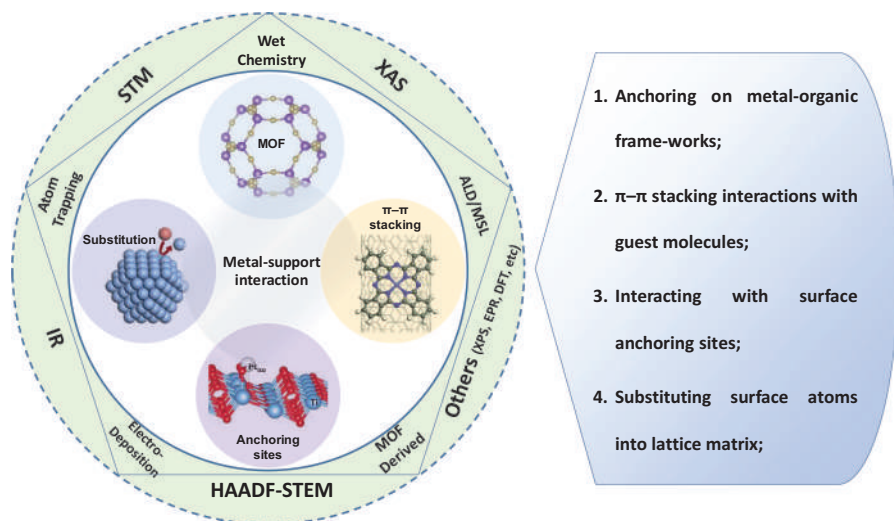 STM
XAS
Wet
Chemistry
MOF
Atom
Trapping
ALD/MSL
π–π
stacking
Substitution
Metal-support
interaction
Others (XPS, EPR, DFT, etc)
IR
Ti
Anchoring
sites
Electro-
Deposition
MOF
Derived
HAADF-STEM
1. Anchoring on metal-organic
frame-works;
2. π–π stacking interactions with
guest molecules;
3. Interacting with surface
anchoring sites;
4. Substituting surface atoms
into lattice matrix;